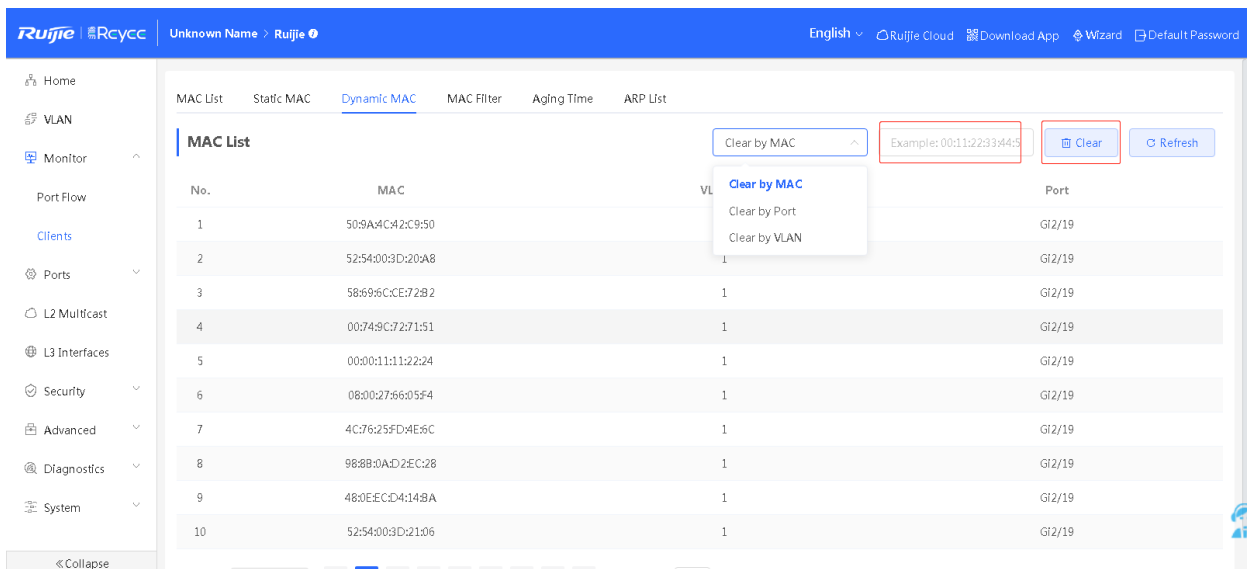 Ruijie Rcycc Unknown Name > Ruijie English Ruijie Cloud Download App Wizard Default Password
Home
VLAN
Monitor
Port Flow
Clients
Ports
L2 Multicast
L3 Interfaces
Security
Advanced
Diagnostics
System
«Collapse
MAC List Static MAC Dynamic MAC MAC Filter Aging Time ARP List
MAC List Clear by MAC Example: 00:11:22:33:44:5 Clear Refresh
Clear by MAC
Clear by Port
Clear by VLAN
No. MAC VL Port
1 50:9A:4C:42:C9:50 Gi2/19
2 52:54:00:3D:20:A8 1 Gi2/19
3 58:69:6C:CE:72:B2 1 Gi2/19
4 00:74:9C:72:71:51 1 Gi2/19
5 00:00:11:11:22:24 1 Gi2/19
6 08:00:27:66:05:F4 1 Gi2/19
7 4C:76:25:FD:4E:6C 1 Gi2/19
8 98:8B:0A:D2:EC:28 1 Gi2/19
9 48:0E:EC:D4:14:BA 1 Gi2/19
10 52:54:00:3D:21:06 1 Gi2/19